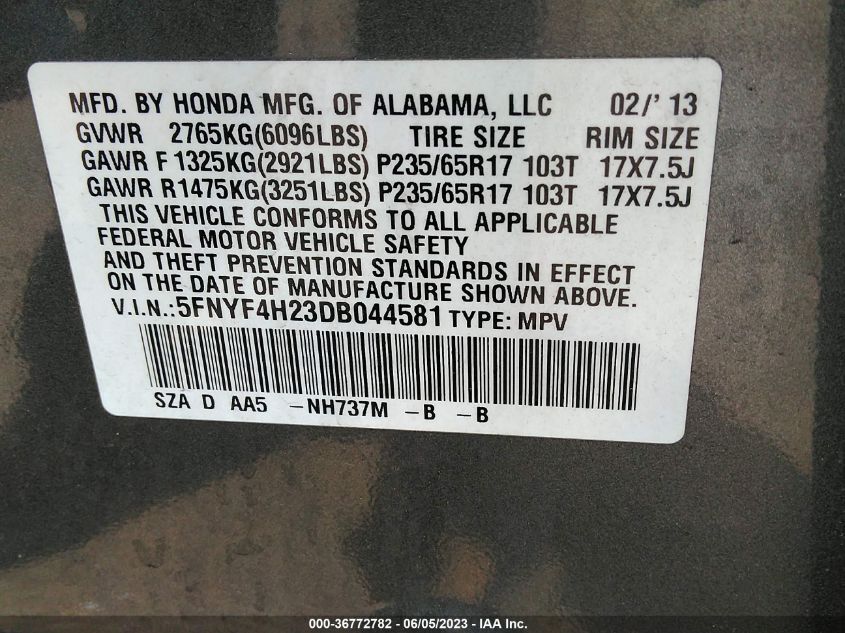 MFD. BY HONDA MFG. OF ALABAMA, LLC 02/' 13
GVWR 2765KG(6096LBS) TIRE SIZE RIM SIZE
GAWR F 1325KG(2921LBS) P235/65R17 103T 17X7.5J
GAWR R1475KG(3251LBS) P235/65R17 103T 17X7.5J
THIS VEHICLE CONFORMS TO ALL APPLICABLE
FEDERAL MOTOR VEHICLE SAFETY
AND THEFT PREVENTION STANDARDS IN EFFECT
ON THE DATE OF MANUFACTURE SHOWN ABOVE.
V.I.N.:5FNYF4H23DB044581 TYPE: MPV
SZA D AA5 -NH737M -B -B
000-36772782 - 06/05/2023 - IAA Inc.